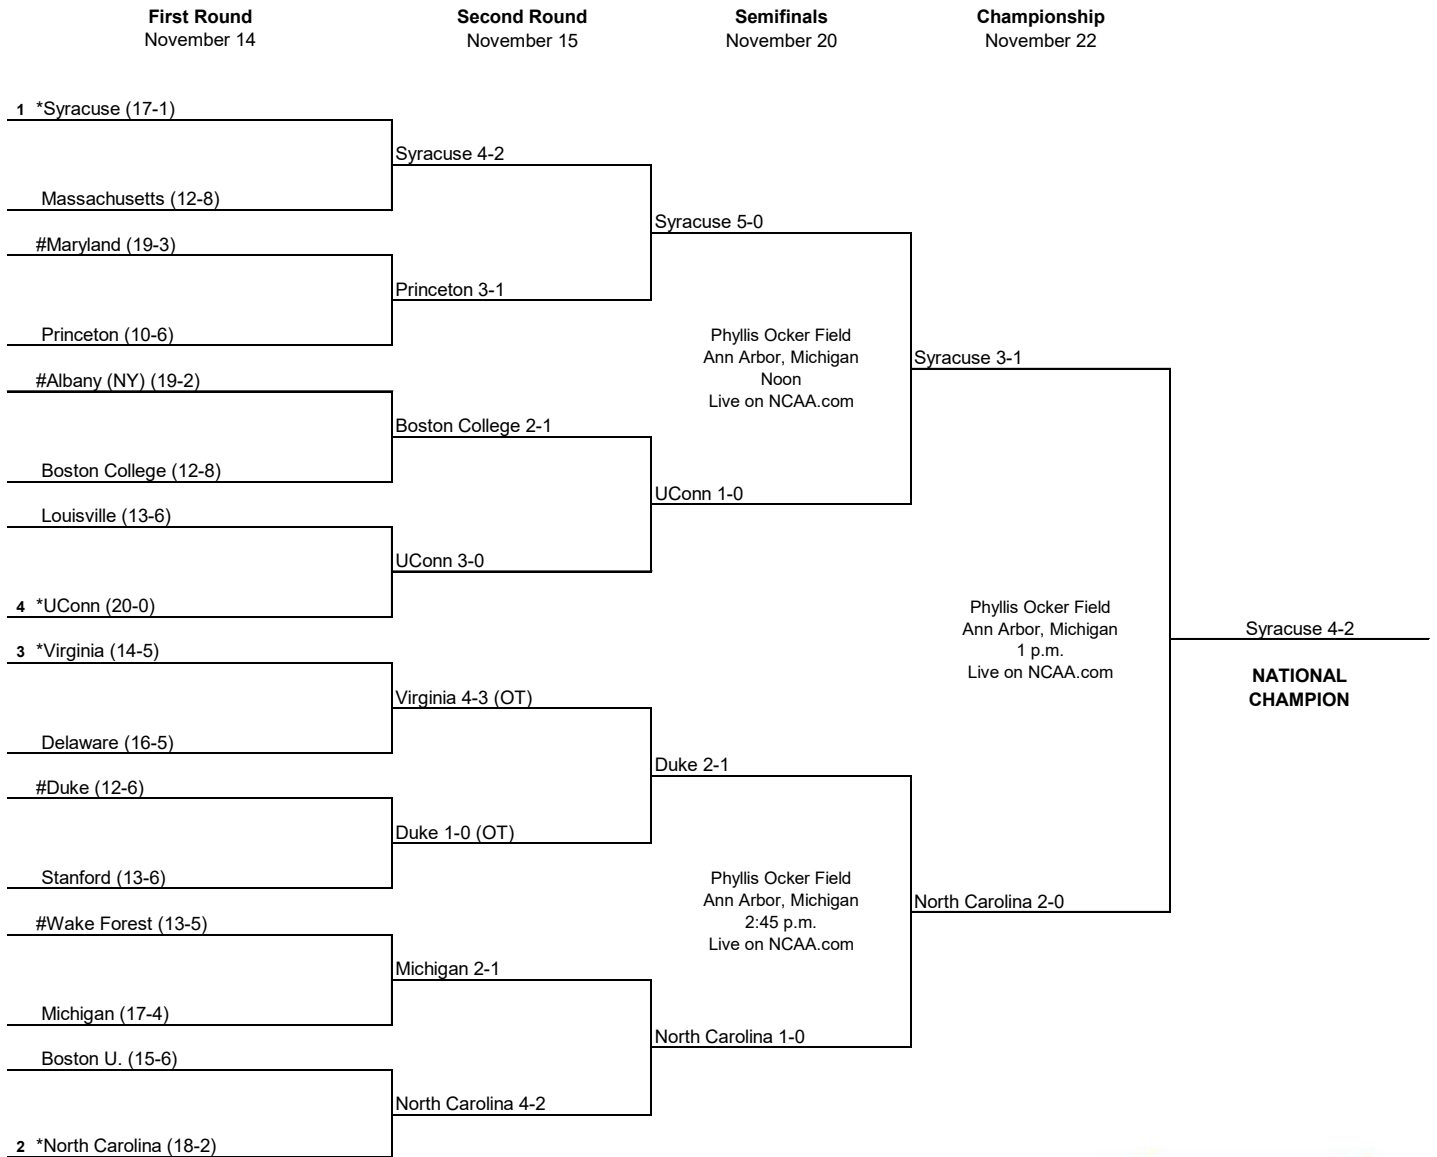 First Round
November 14
Second Round
November 15
Semifinals
November 20
Championship
November 22
1 *Syracuse (17-1)
Massachusetts (12-8)
#Maryland (19-3)
Princeton (10-6)
#Albany (NY) (19-2)
Boston College (12-8)
Louisville (13-6)
4 *UConn (20-0)
3 *Virginia (14-5)
Delaware (16-5)
#Duke (12-6)
Stanford (13-6)
#Wake Forest (13-5)
Michigan (17-4)
Boston U. (15-6)
2 *North Carolina (18-2)
Syracuse 4-2
Princeton 3-1
Boston College 2-1
UConn 3-0
Virginia 4-3 (OT)
Duke 1-0 (OT)
Michigan 2-1
North Carolina 4-2
Syracuse 5-0
Phyllis Ocker Field
Ann Arbor, Michigan
Noon
Live on NCAA.com
UConn 1-0
Duke 2-1
Phyllis Ocker Field
Ann Arbor, Michigan
2:45 p.m.
Live on NCAA.com
North Carolina 1-0
Syracuse 3-1
Phyllis Ocker Field
Ann Arbor, Michigan
1 p.m.
Live on NCAA.com
North Carolina 2-0
Syracuse 4-2
NATIONAL
CHAMPION